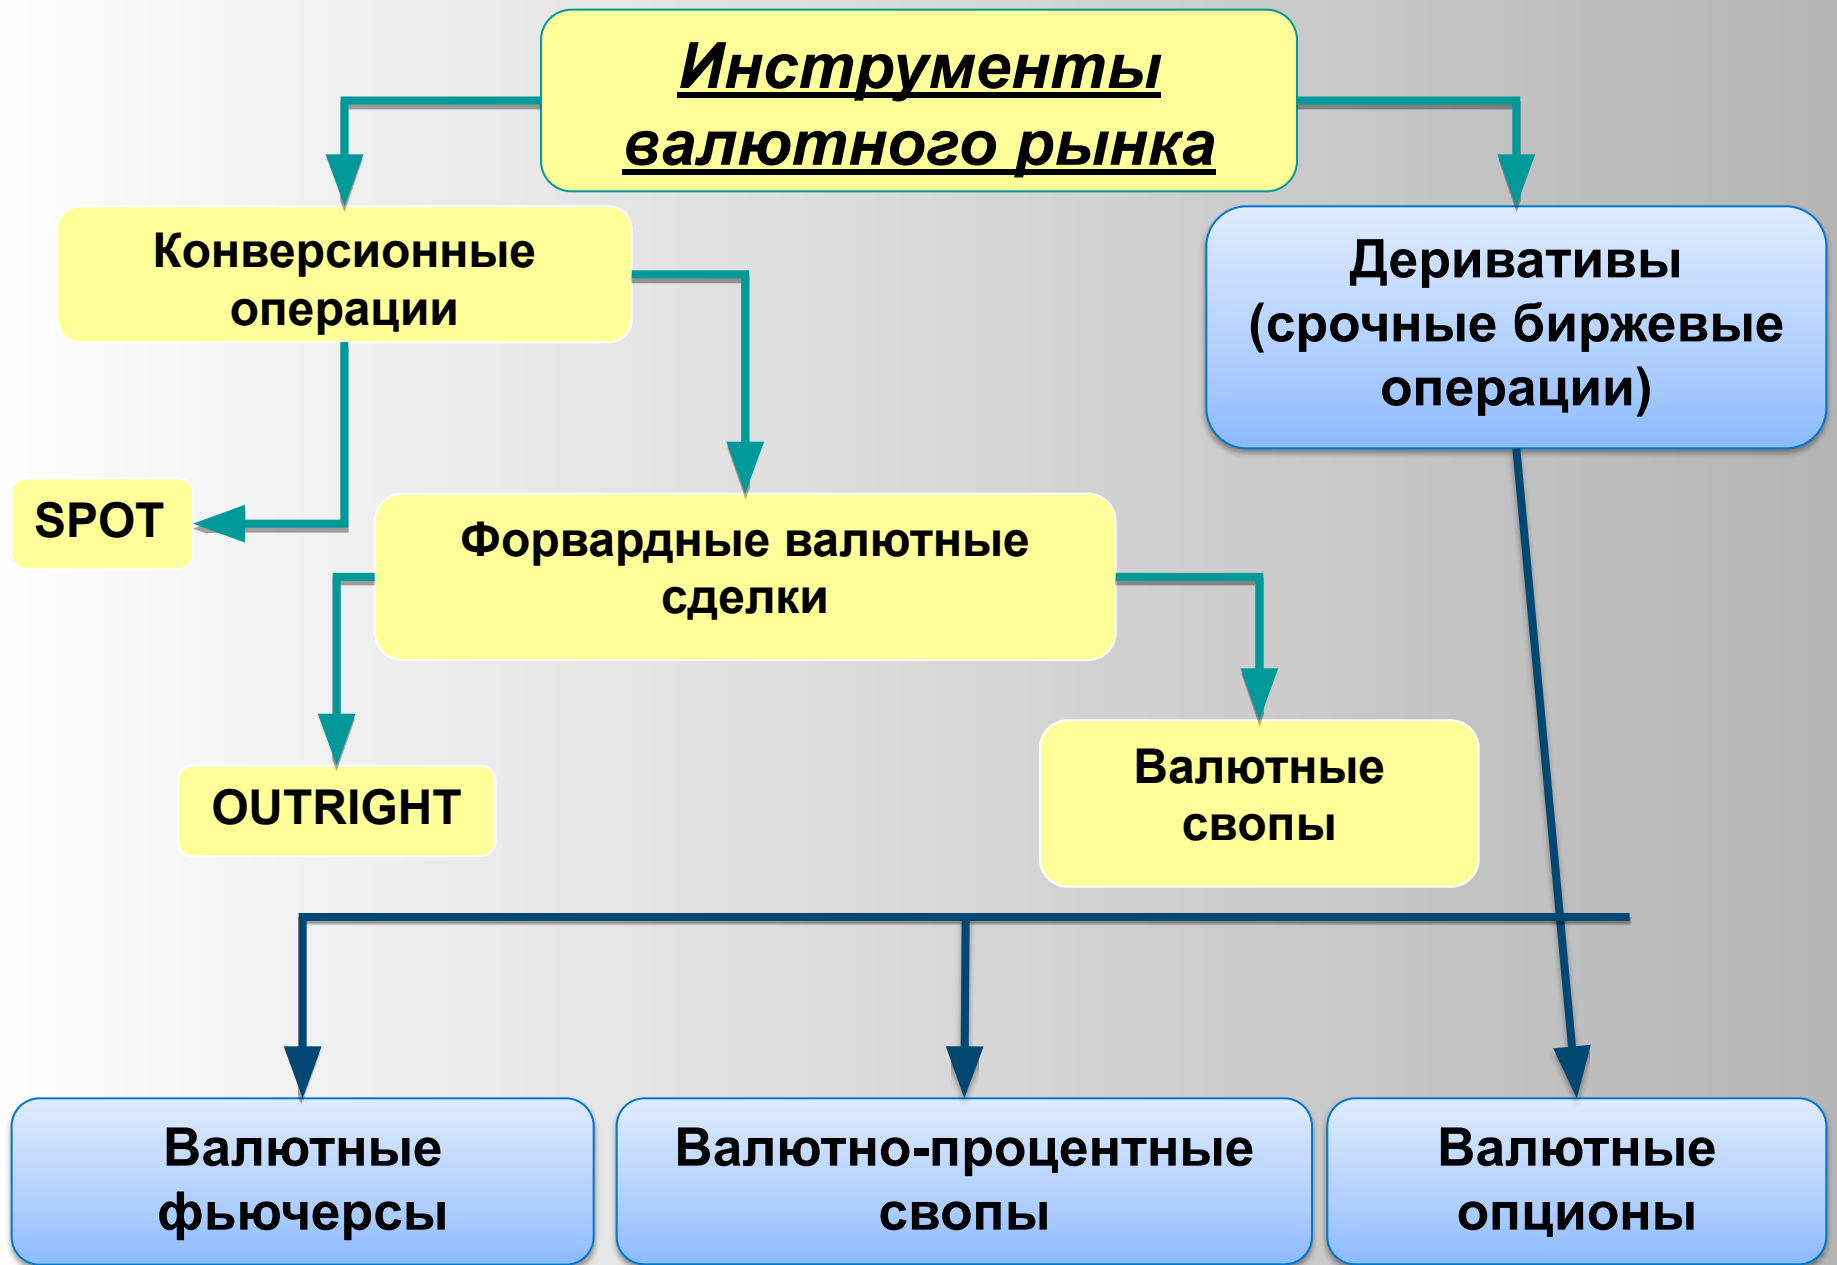 Инструменты
валютного рынка
Конверсионные
операции
Деривативы
(срочные биржевые
операции)
SPOT
Форвардные валютные
сделки
OUTRIGHT
Валютные
свопы
Валютные
фьючерсы
Валютно-процентные
свопы
Валютные
опционы